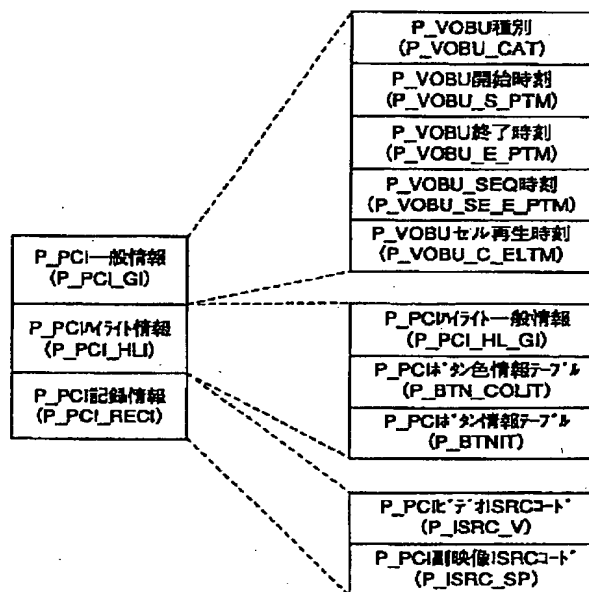 P_PCI一般情報
(P_PCI_GI)
P_PCIハイライト情報
(P_PCI_HLI)
P_PCI記録情報
(P_PCI_RECI)
P_VOBU種別
(P_VOBU_CAT)
P_VOBU開始時刻
(P_VOBU_S_PTM)
P_VOBU終了時刻
(P_VOBU_E_PTM)
P_VOBU_SEQ時刻
(P_VOBU_SE_E_PTM)
P_VOBUセル再生時刻
(P_VOBU_C_ELTM)
P_PCIハイライト一般情報
(P_PCI_HL_GI)
P_PCIボタン色情報テーブル
(P_BTN_COLIT)
P_PCIボタン情報テーブル
(P_BTNIT)
P_PCIビデオISRCコード
(P_ISRC_V)
P_PCI副映像ISRCコード
(P_ISRC_SP)